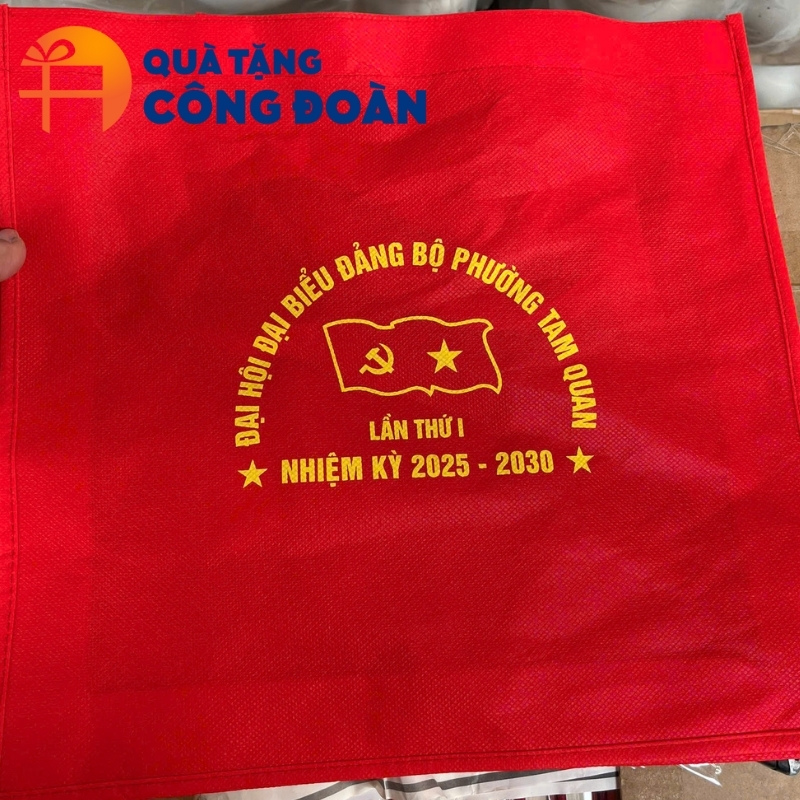 QUÀ TẶNG
CÔNG ĐOÀN
ĐẠI HỘI ĐẠI BIỂU ĐẢNG BỘ PHƯỜNG TAM QUAN
LẦN THỨ I
NHIỆM KỲ 2025 - 2030